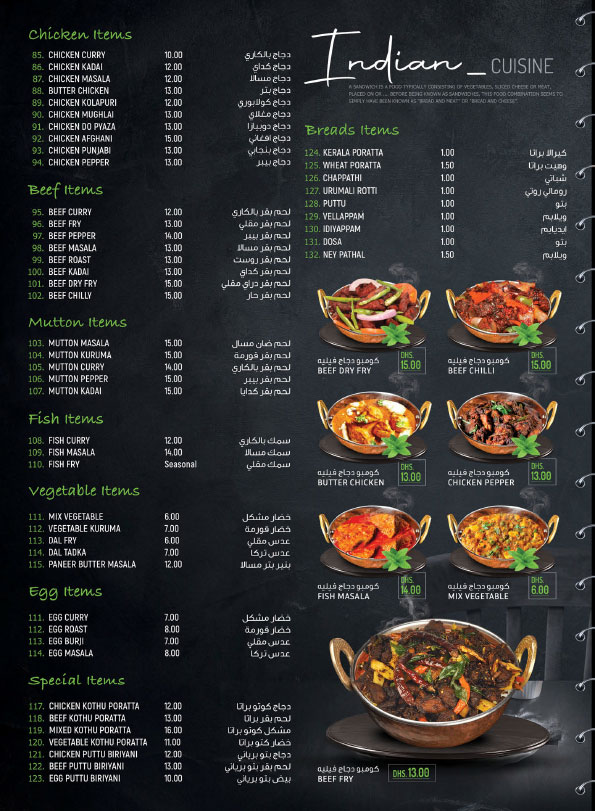 Chicken Items
85. CHICKEN CURRY 10.00 دجاج بالكاري
86. CHICKEN KADAI 12.00 دجاج كداي
87. CHICKEN MASALA 12.00 دجاج مسالا
88. BUTTER CHICKEN 13.00 دجاج بتر
89. CHICKEN KOLAPURI 12.00 دجاج كولابوري
90. CHICKEN MUGHLAI 13.00 دجاج مغلاي
91. CHICKEN DO PYAZA 13.00 دجاج دوبيازا
92. CHICKEN AFGHANI 15.00 دجاج افغاني
93. CHICKEN PUNJABI 13.00 دجاج بنجابي
94. CHICKEN PEPPER 13.00 دجاج بيبر
Beef Items
95. BEEF CURRY 12.00 لحم بقر بالكاري
96. BEEF FRY 13.00 لحم بقر مقلي
97. BEEF PEPPER 14.00 لحم بقر بيبر
98. BEEF MASALA 13.00 لحم بقر مسالا
99. BEEF ROAST 13.00 لحم بقر روست
100. BEEF KADAI 13.00 لحم بقر كداي
101. BEEF DRY FRY 15.00 لحم بقر دراي مقلي
102. BEEF CHILLY 15.00 لحم بقر حار
Mutton Items
103. MUTTON MASALA 15.00 لحم ضان مسال
104. MUTTON KURUMA 15.00 لحم بقر قورمة
105. MUTTON CURRY 14.00 لحم بقر بالكاري
106. MUTTON PEPPER 15.00 لحم بقر بيبر
107. MUTTON KADAI 15.00 لحم بقر كدايا
Fish Items
108. FISH CURRY 12.00 سمك بالكاري
109. FISH MASALA 14.00 سمك مسالا
110. FISH FRY Seasonal سمك مقلي
Vegetable Items
111. MIX VEGETABLE 6.00 خضار مشكل
112. VEGETABLE KURUMA 7.00 خضار قورمة
113. DAL FRY 6.00 عدس مقلي
114. DAL TADKA 7.00 عدس تركا
115. PANEER BUTTER MASALA 12.00 بنير بتر مسالا
Egg Items
111. EGG CURRY 7.00 خضار مشكل
112. EGG ROAST 8.00 خضار قورمة
113. EGG BURJI 7.00 عدس مقلي
114. EGG MASALA 8.00 عدس تركا
Special Items
117. CHICKEN KOTHU PORATTA 12.00 دجاج كوتو براتا
118. BEEF KOTHU PORATTA 13.00 لحم بقر براتا
119. MIXED KOTHU PORATTA 16.00 مشكل كوتو براتا
120. VEGETABLE KOTHU PORATTA 11.00 خضار كتو براتا
121. CHICKEN PUTTU BIRIYANI 12.00 دجاج بتو برياني
122. BEEF PUTTU BIRIYANI 13.00 لحم بتو برياني
123. EGG PUTTU BIRIYANI 10.00 بيض بتو برياني
Indian_CUISINE
A SANDWICH IS A FOOD TYPICALLY CONSISTING OF VEGETABLES, SLICED CHEESE OR MEAT,
PLACED ON OR .... BEFORE BEING KNOWN AS SANDWICHES, THIS FOOD COMBINATION SEEMS TO
SIMPLY HAVE BEEN KNOWN AS "BREAD AND MEAT" OR "BREAD AND CHEESE".
Breads Items
124. KERALA PORATTA 1.00 كيرالا براتا
125. WHEAT PORATTA 1.50 وهيت براتا
126. CHAPPATHI 1.00 شباتي
127. URUMALI ROTTI 1.00 رومالي روتي
128. PUTTU 1.00 بتو
129. VELLAPPAM 1.00 ويلابم
130. IDIYAPPAM 1.00 ايديابم
131. DOSA 1.00 بتو
132. NEY PATHAL 1.50 ويلابم
كومبو دجاج فيليه DHS.
BEEF DRY FRY 15.00
كومبو دجاج فيليه DHS.
BEEF CHILLI 15.00
كومبو دجاج فيليه DHS.
BUTTER CHICKEN 13.00
كومبو دجاج فيليه DHS.
CHICKEN PEPPER 13.00
كومبو دجاج فيليه DHS.
FISH MASALA 14.00
كومبو دجاج فيليه DHS.
MIX VEGETABLE 6.00
كومبو دجاج فيليه DHS.13.00
BEEF FRY